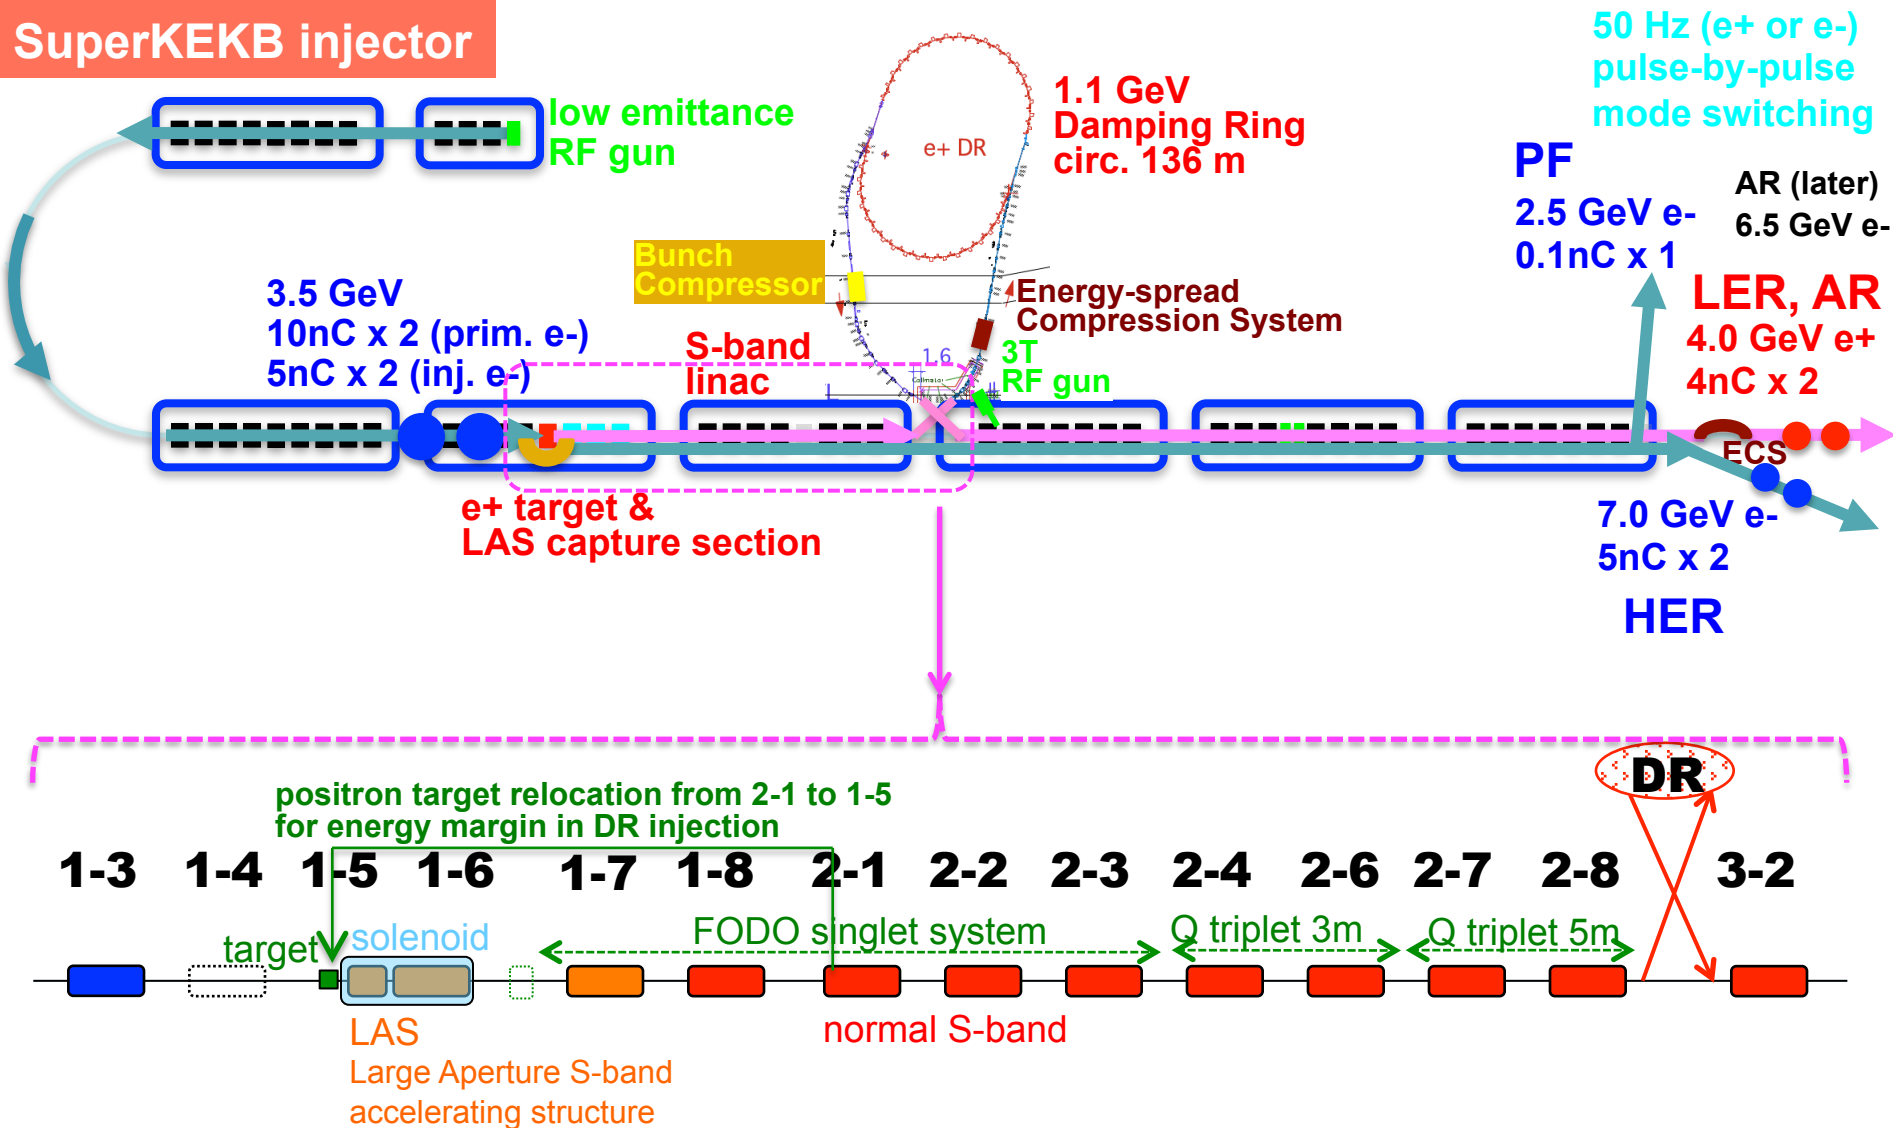 SuperKEKB injector
50 Hz (e+ or e-)
pulse-by-pulse
mode switching
low emittance
RF gun
1.1 GeV
Damping Ring
circ. 136 m
e+ DR
PF
2.5 GeV e-
0.1nC x 1
AR (later)
6.5 GeV e-
Bunch
Compressor
Energy-spread
Compression System
LER, AR
4.0 GeV e+
4nC x 2
3.5 GeV
10nC x 2 (prim. e-)
5nC x 2 (inj. e-)
S-band
linac
1.6
3T
RF gun
ECS
e+ target &
LAS capture section
7.0 GeV e-
5nC x 2
HER
DR
positron target relocation from 2-1 to 1-5
for energy margin in DR injection
1-3 1-4 1-5 1-6 1-7 1-8 2-1 2-2 2-3 2-4 2-6 2-7 2-8 3-2
target solenoid FODO singlet system Q triplet 3m Q triplet 5m
LAS
Large Aperture S-band
accelerating structure
normal S-band